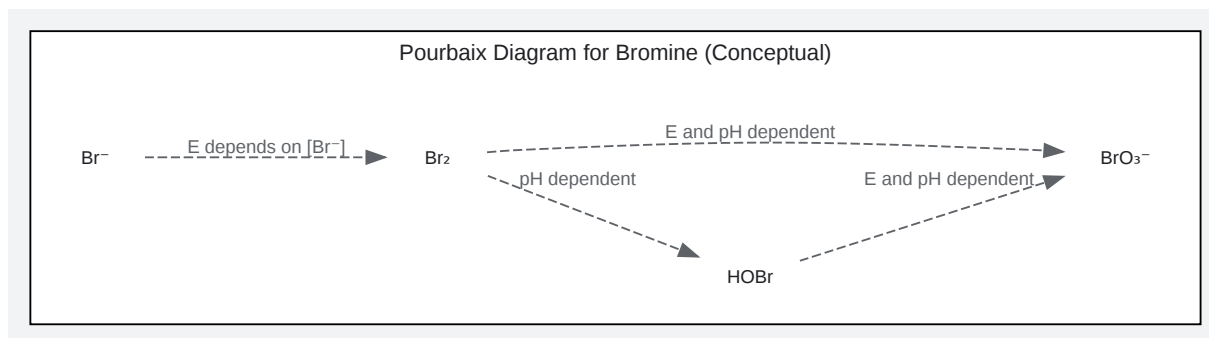 Pourbaix Diagram for Bromine (Conceptual)
E and pH dependent
E depends on [Br⁻]
Br⁻
Br₂
BrO₃⁻
pH dependent
E and pH dependent
HOBr